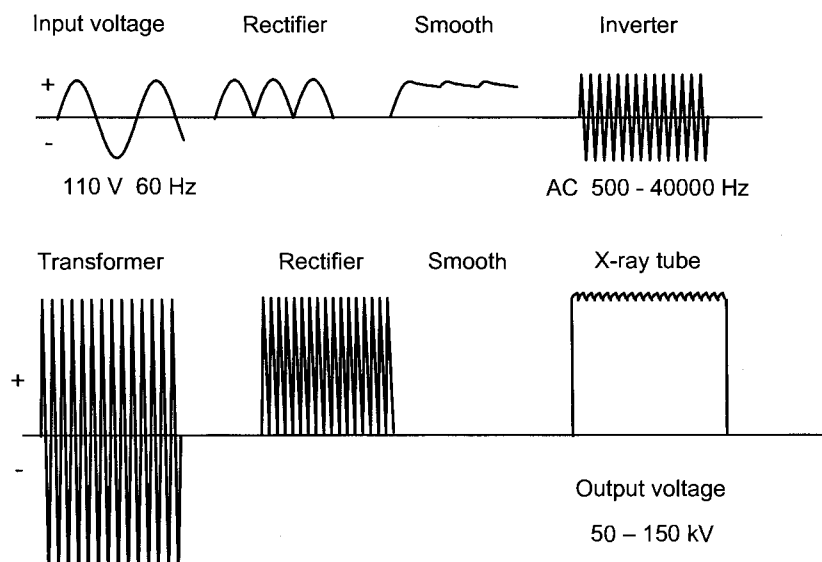 Input voltage Rectifier Smooth Inverter
+
-
110 V 60 Hz AC 500 - 40000 Hz
Transformer Rectifier Smooth X-ray tube
+
-
Output voltage
50 – 150 kV